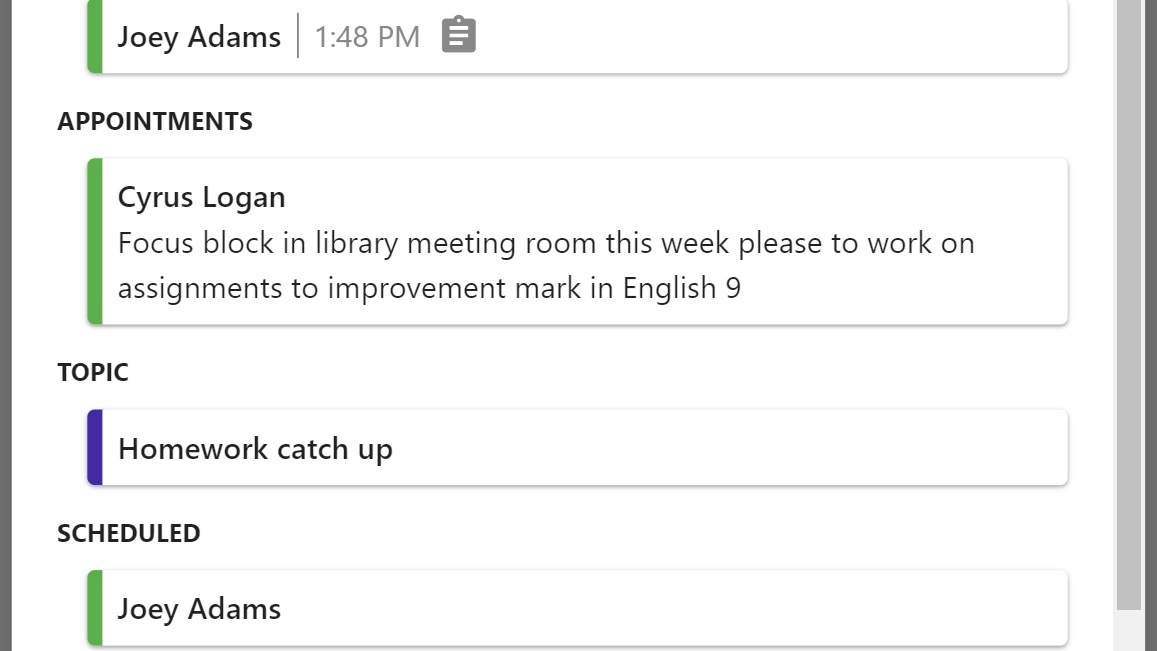 Joey Adams | 1:48 PM
APPOINTMENTS
Cyrus Logan
Focus block in library meeting room this week please to work on
assignments to improvement mark in English 9
TOPIC
Homework catch up
SCHEDULED
Joey Adams